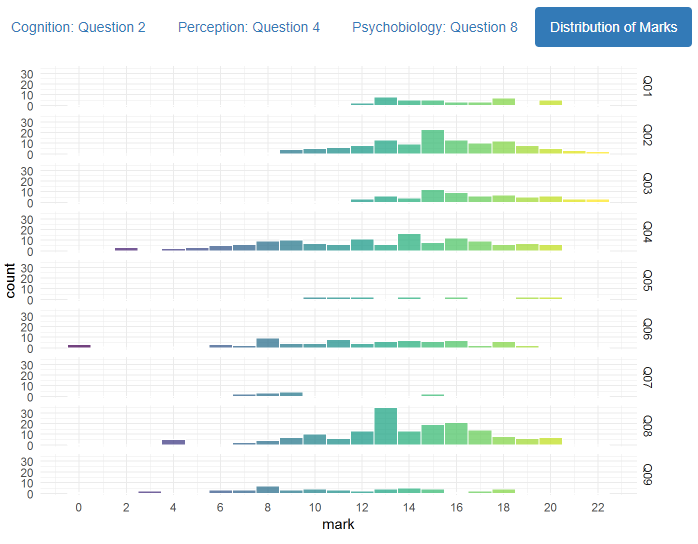 Cognition: Question 2 Perception: Question 4 Psychobiology: Question 8 Distribution of Marks
30
20
10
0
Q01
30
20
10
0
Q02
30
20
10
0
Q03
30
20
10
0
Q04
30
20
10
0
Q05
30
20
10
0
Q06
30
20
10
0
Q07
30
20
10
0
Q08
30
20
10
0
Q09
count
0 2 4 6 8 10 12 14 16 18 20 22
mark